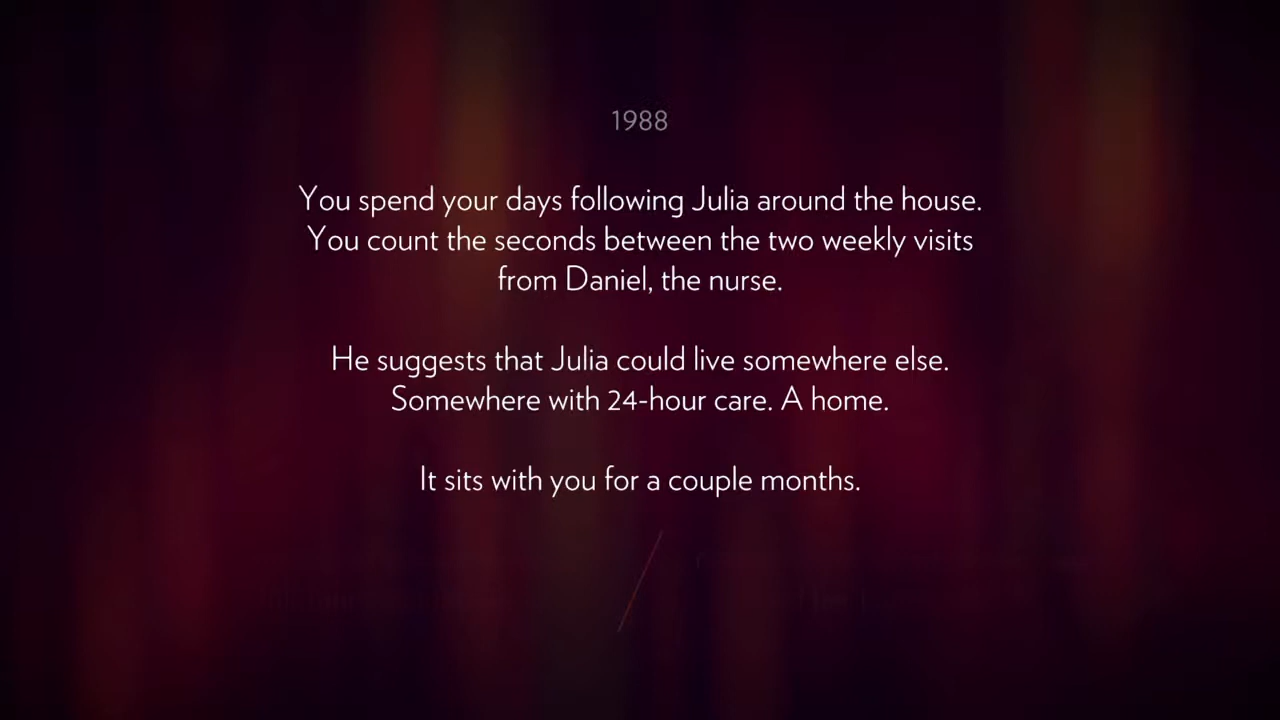 1988
You spend your days following Julia around the house.
You count the seconds between the two weekly visits
from Daniel, the nurse.
He suggests that Julia could live somewhere else.
Somewhere with 24-hour care. A home.
It sits with you for a couple months.